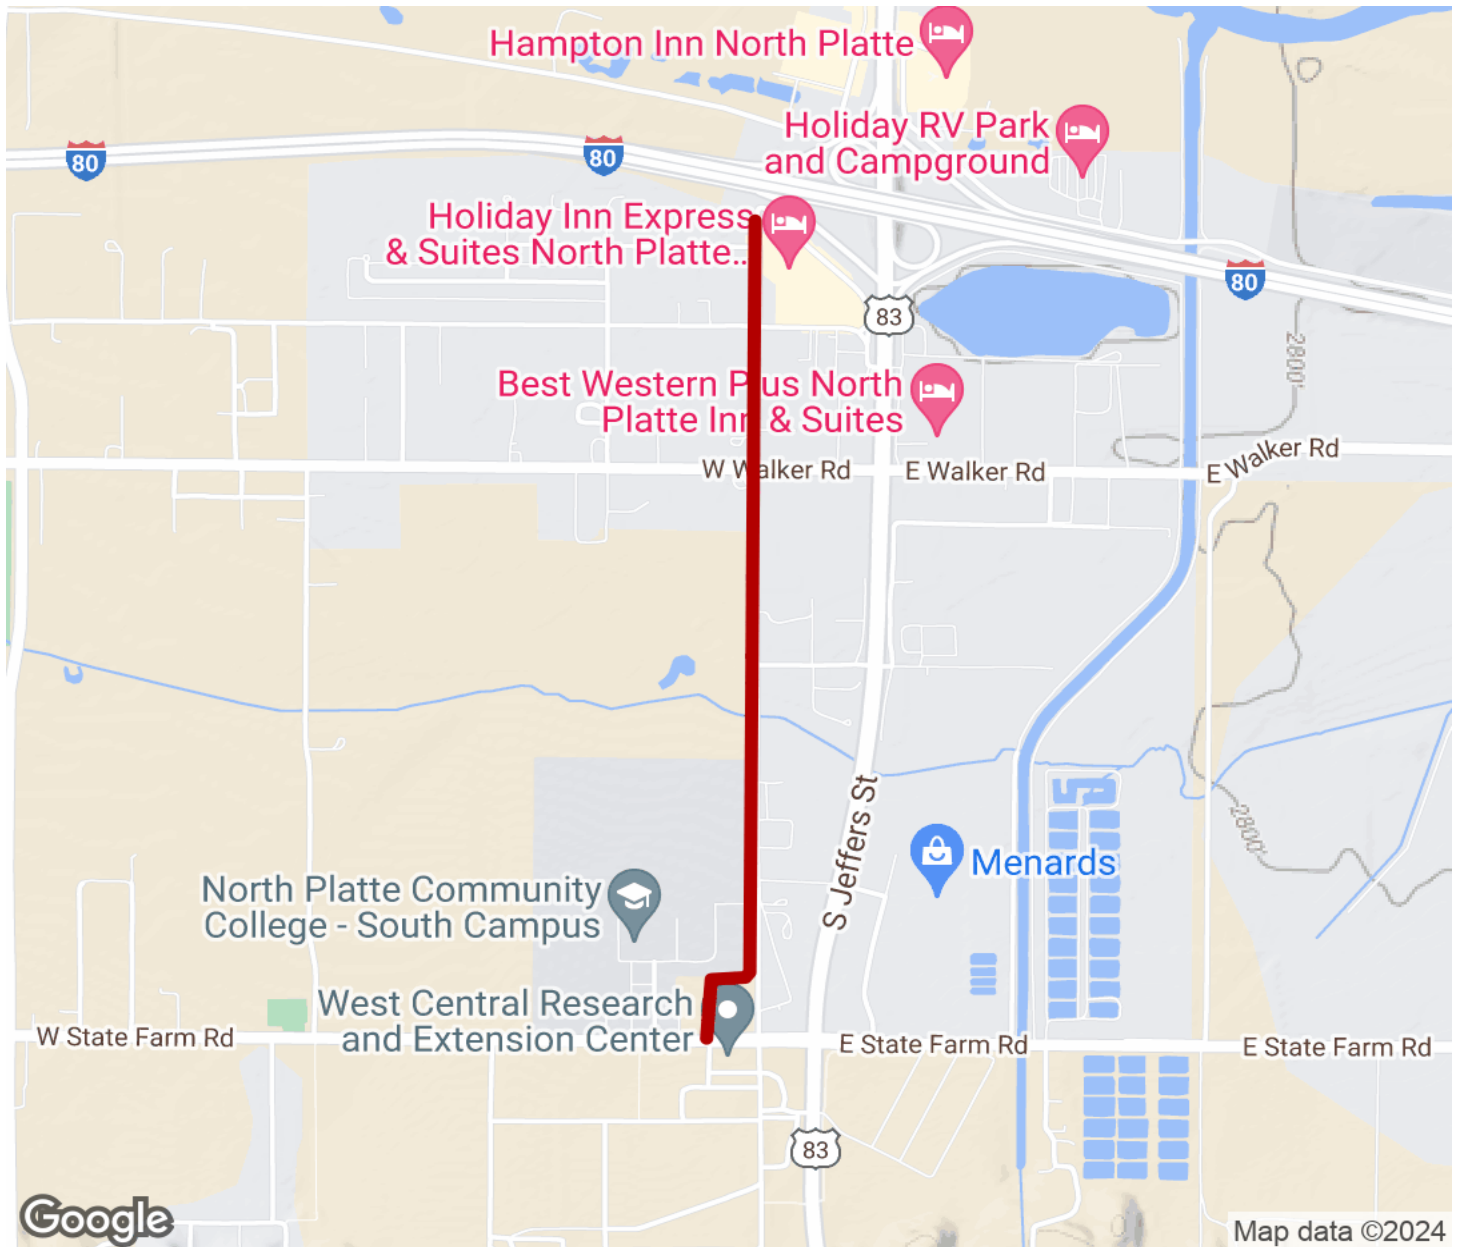 Hampton Inn North Platte
Holiday RV Park
and Campground
80
80
Holiday Inn Express
& Suites North Platte..
80
83
2800'
Best Western Plus North
Platte Inn & Suites
W Walker Rd
E Walker Rd
E Walker Rd
S Jeffers St
2800'
Menards
North Platte Community
College - South Campus
West Central Research
and Extension Center
W State Farm Rd
E State Farm Rd
E State Farm Rd
83
Google
Map data ©2024